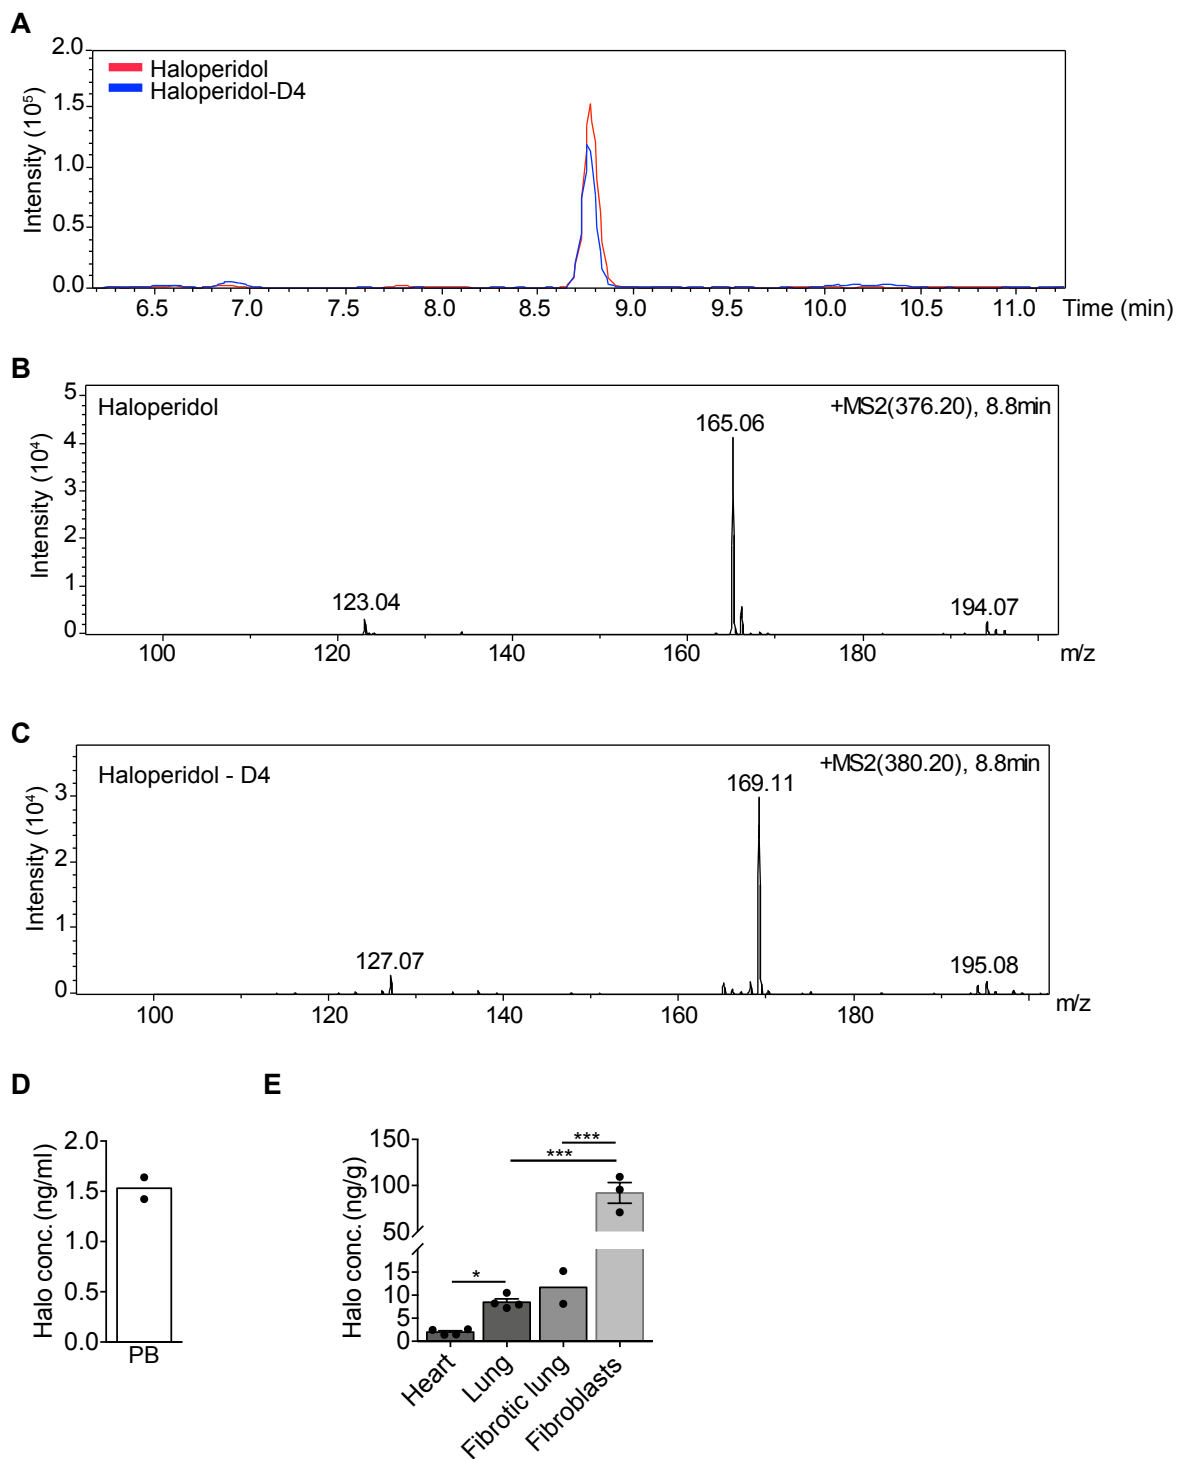 A
2.0
1.5
1.0
0.5
0.0
Intensity (10⁵)
Haloperidol
Haloperidol-D4
6.5 7.0 7.5 8.0 8.5 9.0 9.5 10.0 10.5 11.0 Time (min)
B
5
4
3
2
1
0
Intensity (10⁴)
Haloperidol
+MS2(376.20), 8.8min
165.06
123.04
194.07
100 120 140 160 180 m/z
C
3
2
1
0
Intensity (10⁴)
Haloperidol - D4
+MS2(380.20), 8.8min
169.11
127.07
195.08
100 120 140 160 180 m/z
D
2.0
1.5
1.0
0.5
0.0
Halo conc. (ng/ml)
PB
E
150
100
50
15
10
5
0
Halo conc. (ng/g)
***
***
*
Heart
Lung
Fibrotic lung
Fibroblasts